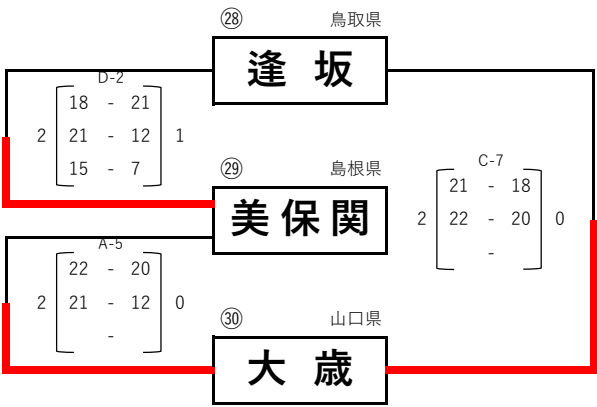 ㉘ 鳥取県
逢 坂
D-2
18 - 21
2 21 - 12 1
15 - 7
㉙ 島根県
美保関
C-7
21 - 18
2 22 - 20 0
-
A-5
22 - 20
2 21 - 12 0
-
㉚ 山口県
大 歳